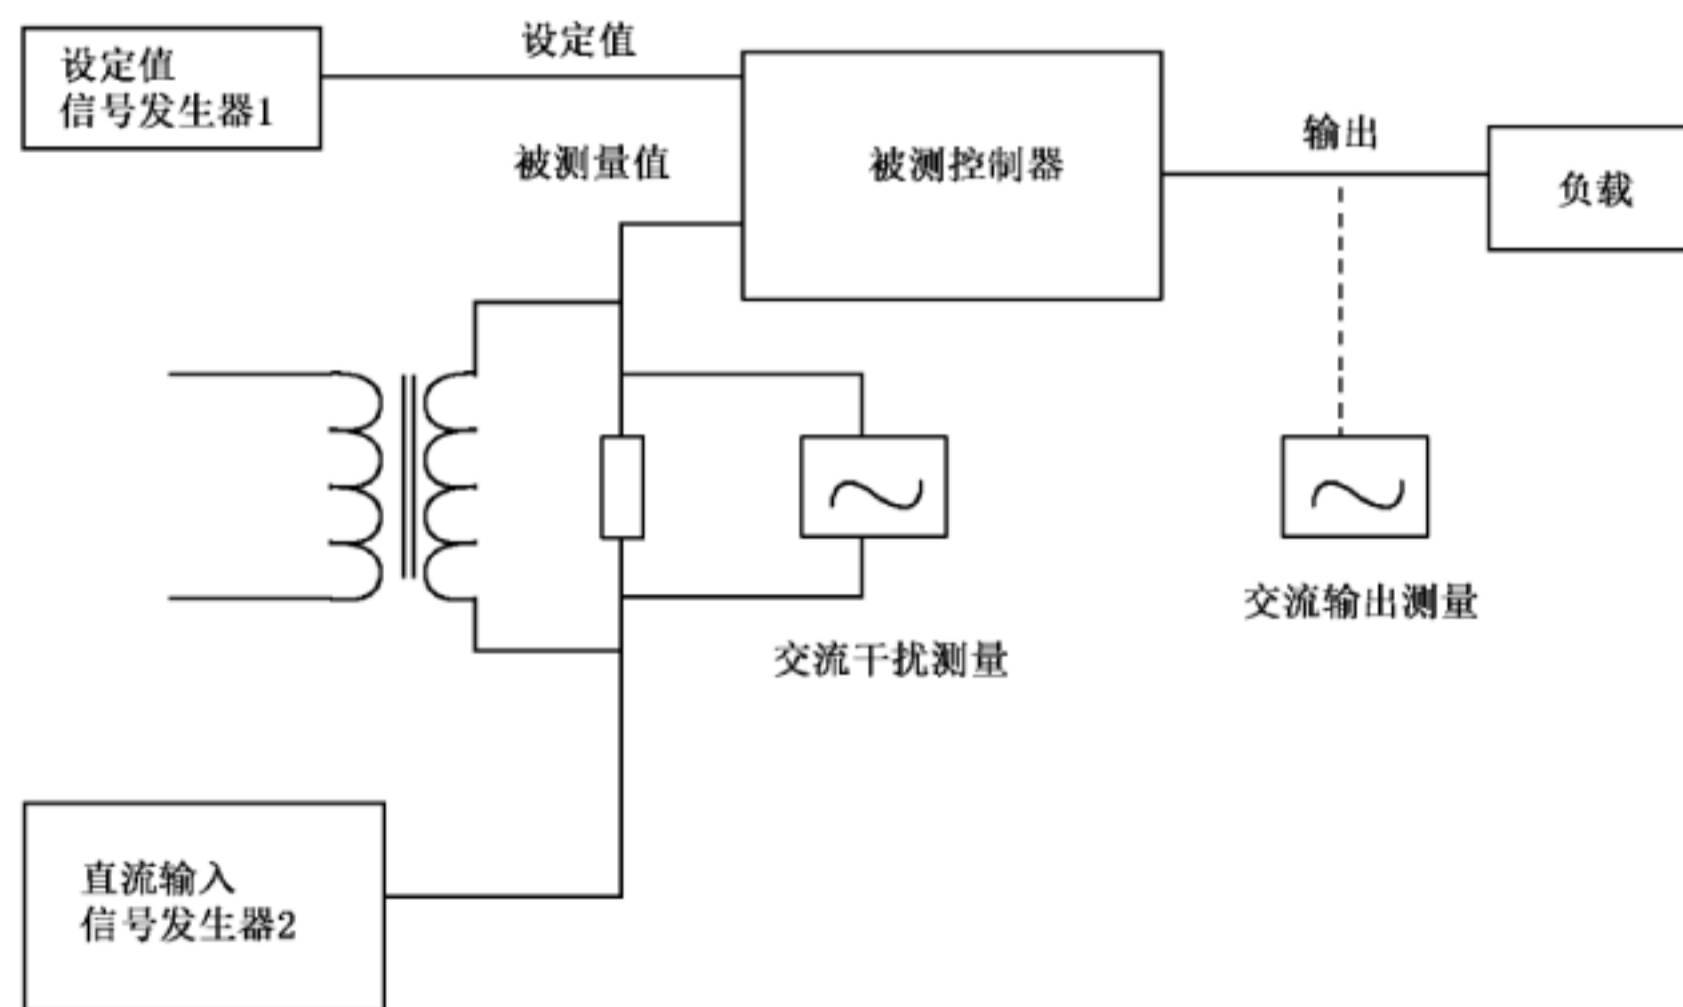 设定值
信号发生器1
设定值
被测量值
被测控制器
输出
负载
交流干扰测量
交流输出测量
直流输入
信号发生器2